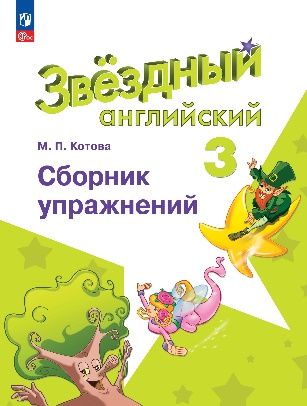 Звёздный
английский
М. П. Котова
3
Сборник
упражнений